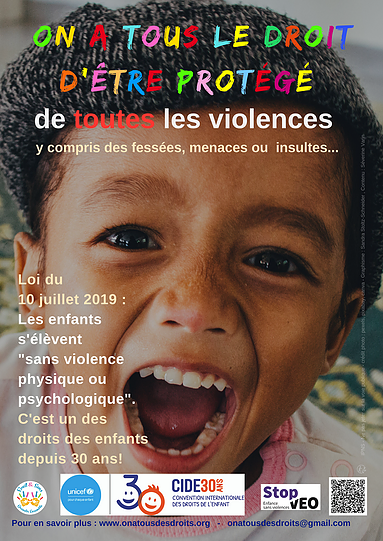 ON A TOUS LE DROIT
D'ÊTRE PROTÉGÉ
de toutes les violences
y compris des fessées, menaces ou insultes...
Loi du
10 juillet 2019 :
Les enfants
s'élèvent
"sans violence
physique ou
psychologique".
C'est un des
droits des enfants
depuis 30 ans!
unicef
30
CIDE30ANS
CONVENTION INTERNATIONALE
DES DROITS DE L'ENFANT
Stop
VEO
Enfance
sans violences
Pour en savoir plus : www.onatousdesdroits.org - onatousdesdroits@gmail.com